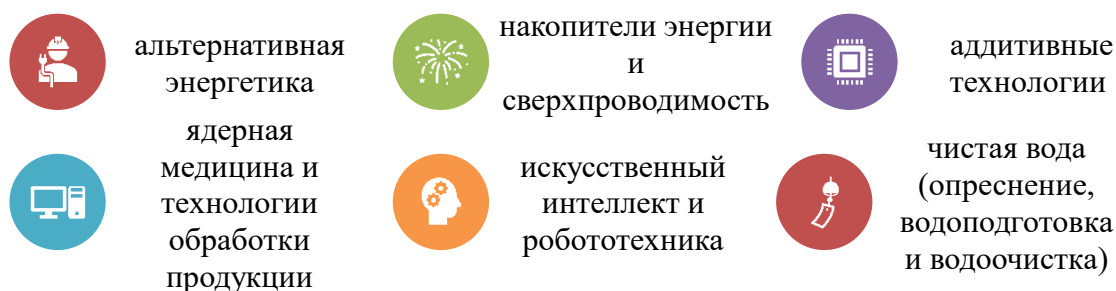 альтернативная
энергетика
накопители энергии
и
сверхпроводимость
аддитивные
технологии
ядерная
медицина и
технологии
обработки
продукции
искусственный
интеллект и
робототехника
чистая вода
(опреснение,
водоподготовка
и водоочистка)